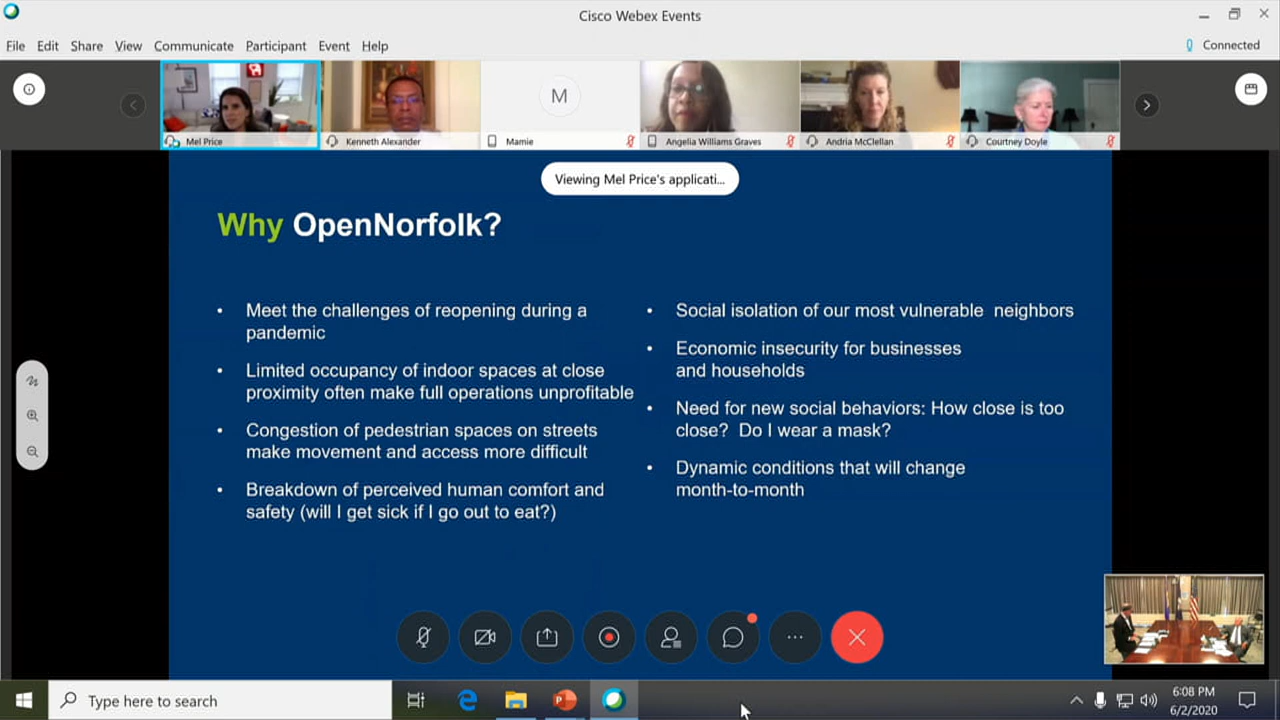 Cisco Webex Events
File Edit Share View Communicate Participant Event Help
Connected
M
Mel Price
Kenneth Alexander
Mamie
Angelia Williams Graves
Andria McClellan
Courtney Doyle
Viewing Mel Price's applicati...
Why OpenNorfolk?
• Meet the challenges of reopening during a
pandemic
• Limited occupancy of indoor spaces at close
proximity often make full operations unprofitable
• Congestion of pedestrian spaces on streets
make movement and access more difficult
• Breakdown of perceived human comfort and
safety (will I get sick if I go out to eat?)
• Social isolation of our most vulnerable neighbors
• Economic insecurity for businesses
and households
• Need for new social behaviors: How close is too
close? Do I wear a mask?
• Dynamic conditions that will change
month-to-month
Type here to search
6:08 PM
6/2/2020